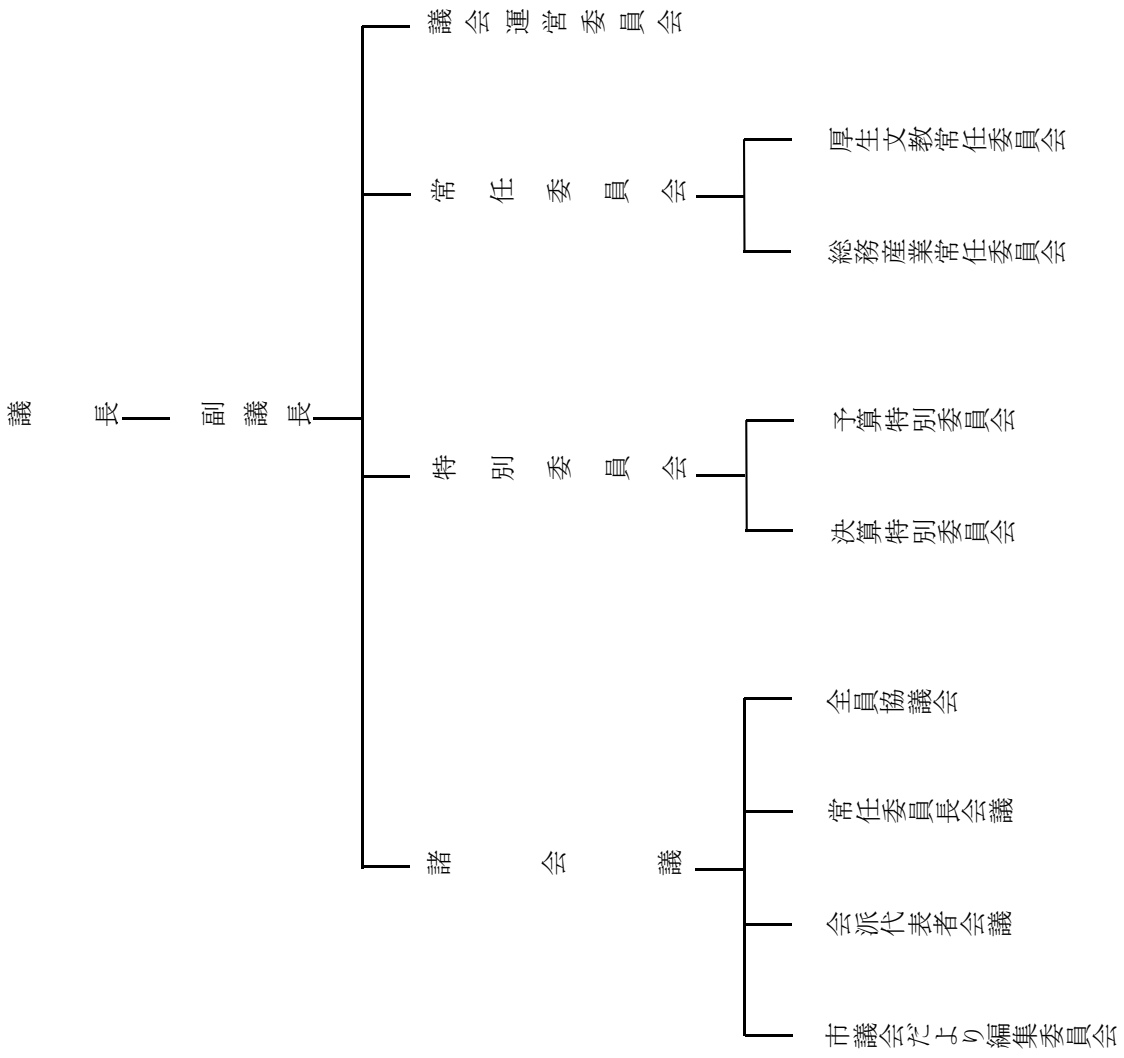 議長
副議長
議会運営委員会
常任委員会
厚生文教常任委員会
総務産業常任委員会
特別委員会
予算特別委員会
決算特別委員会
諸会議
全員協議会
常任委員長会議
会派代表者会議
市議会だより編集委員会